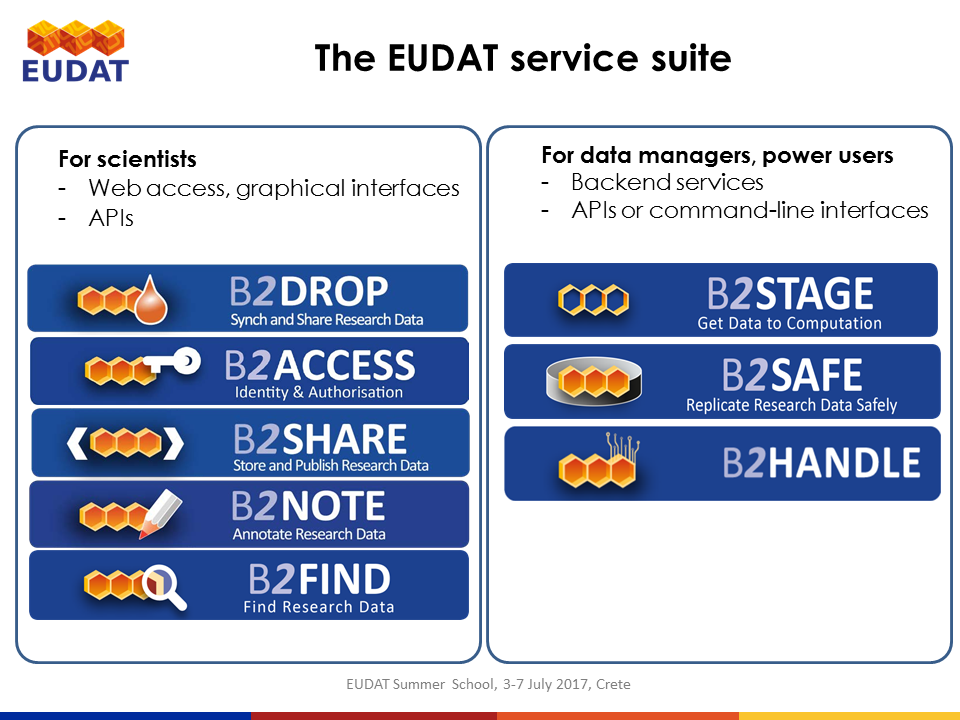 EUDAT
The EUDAT service suite
For scientists
- Web access, graphical interfaces
- APIs
B2DROP
Synch and Share Research Data
B2ACCESS
Identity & Authorisation
B2SHARE
Store and Publish Research Data
B2NOTE
Annotate Research Data
B2FIND
Find Research Data
For data managers, power users
- Backend services
- APIs or command-line interfaces
B2STAGE
Get Data to Computation
B2SAFE
Replicate Research Data Safely
B2HANDLE
EUDAT Summer School, 3-7 July 2017, Crete